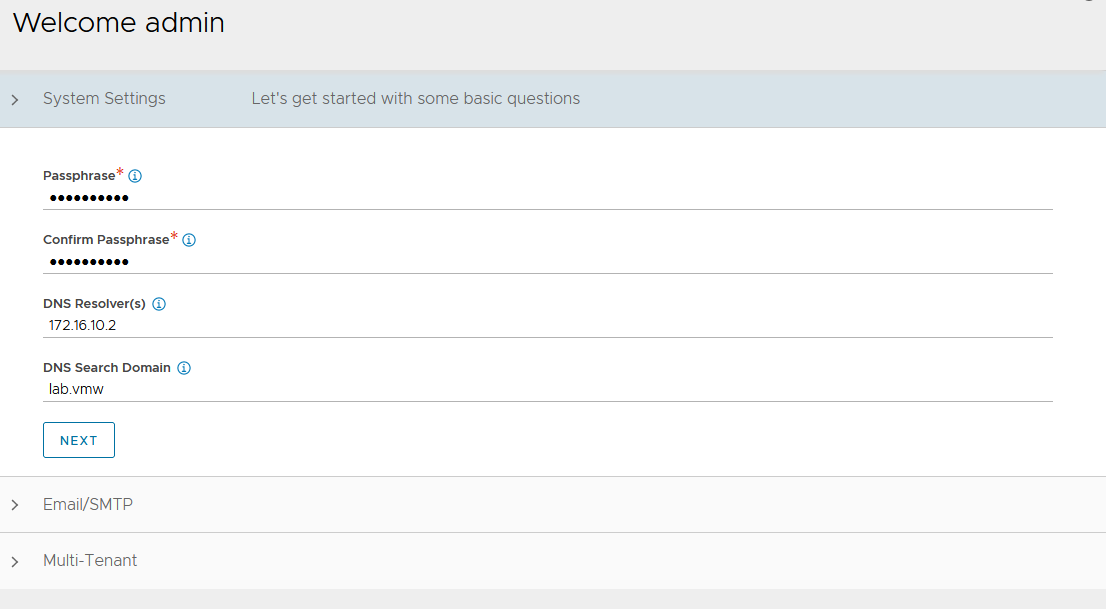 Welcome admin
System Settings Let's get started with some basic questions
Passphrase*
••••••••••
Confirm Passphrase*
••••••••••
DNS Resolver(s)
172.16.10.2
DNS Search Domain
lab.vmw
NEXT
Email/SMTP
Multi-Tenant